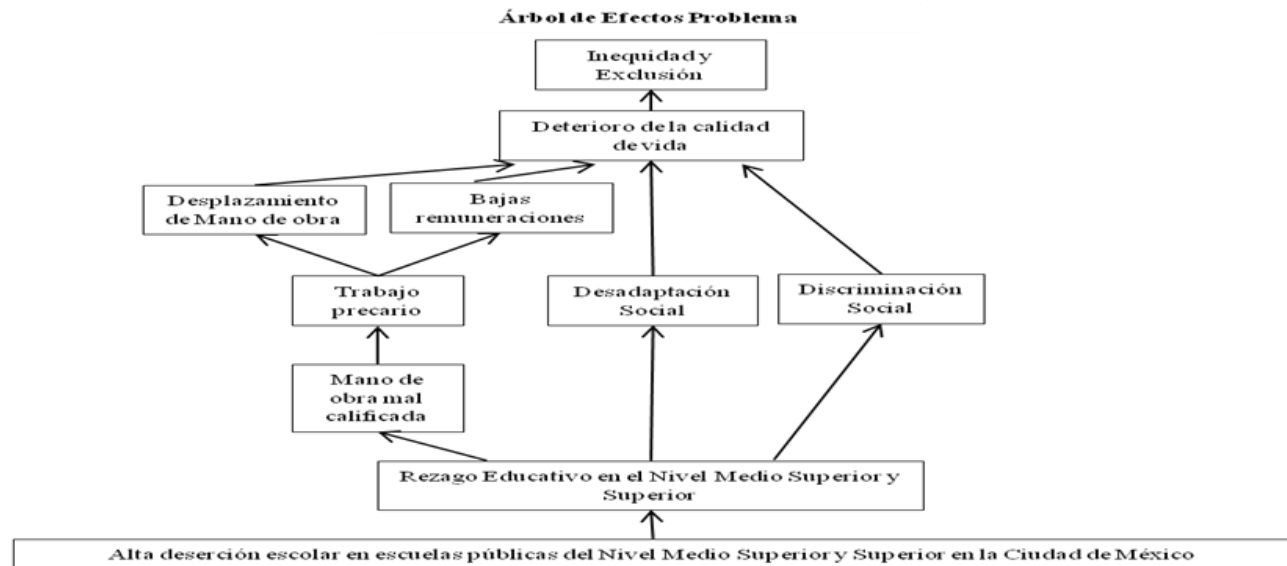 Árbol de Efectos Problema
Inequidad y
Exclusión
Deterioro de la calidad
de vida
Desplazamiento
de Mano de obra
Bajas
remuneraciones
Trabajo
precario
Desadaptación
Social
Discriminación
Social
Mano de
obra mal
calificada
Rezago Educativo en el Nivel Medio Superior y
Superior
Alta deserción escolar en escuelas públicas del Nivel Medio Superior y Superior en la Ciudad de México